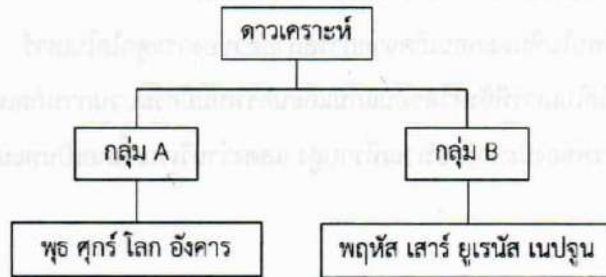 ดาวเคราะห์
กลุ่ม A
กลุ่ม B
พุธ ศุกร์ โลก อังคาร
พฤหัส เสาร์ ยูเรนัส เนปจูน